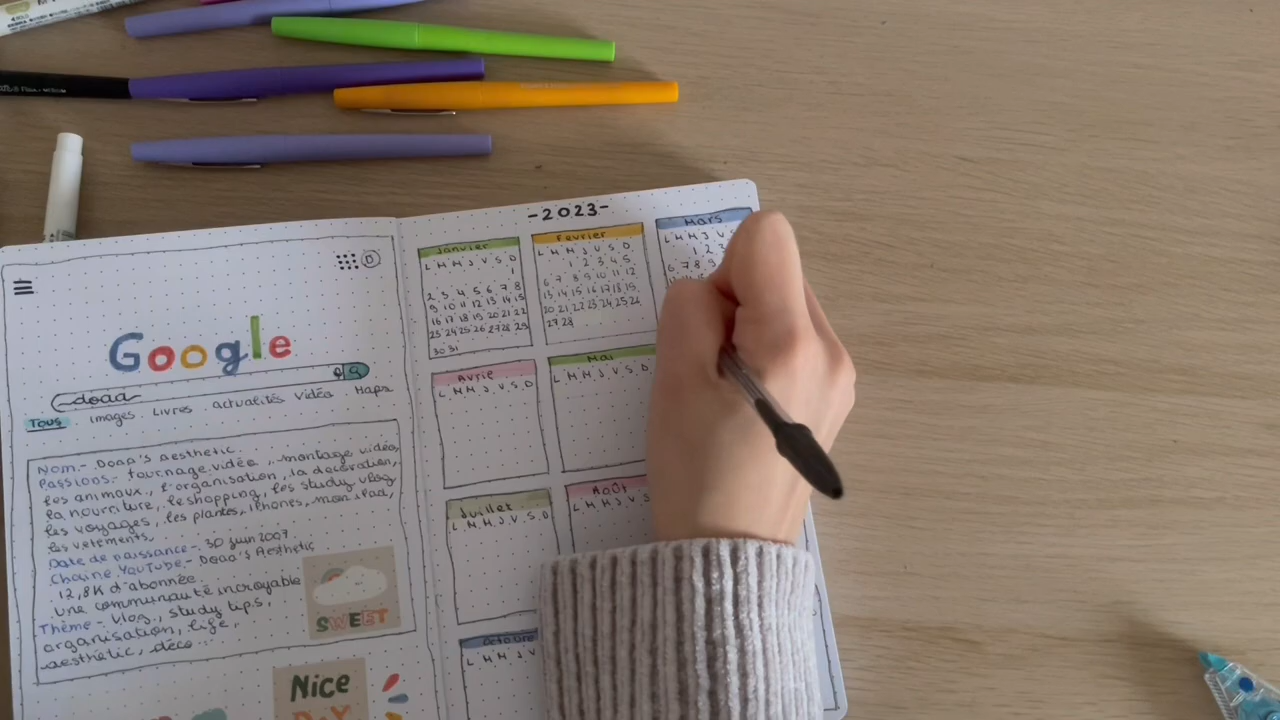 -2023-
Janvier
L M M J V S D
1
2 3 4 5 6 7 8
9 10 11 12 13 14 15
16 17 18 19 20 21 22
23 24 25 26 27 28 29
30 31
Février
L M M J V S D
1 2 3 4 5
6 7 8 9 10 11 12
13 14 15 16 17 18 19
20 21 22 23 24 25 26
27 28
Mars
L M M J V S
1 2 3
6 7 8 9
Avril
L M M J V S D
Mai
L M M J V S D
Juillet
L M M J V S D
Août
L M M J V S
Octobre
L M M J V
D
Google
doaa
Tous images Livres actualités Vidéo Maps
Nom:- Doaa's Aesthetic.
Passions:- tournage vidéo, montage vidéo,
les animaux, l'organisation, la décoration,
la nourriture, le shopping, les study vlog,
les voyages, les plantes, iPhones, mon ipad,
les vêtements.
Date de naissance:- 30 juin 2007.
Chaîne YouTube:- Doaa's Aesthetic
12,8K d'abonnée.
une communauté incroyable
Thème:- Vlog, study tips,
organisation, life,
aesthetic, déco...
SWEET
Nice
DAY